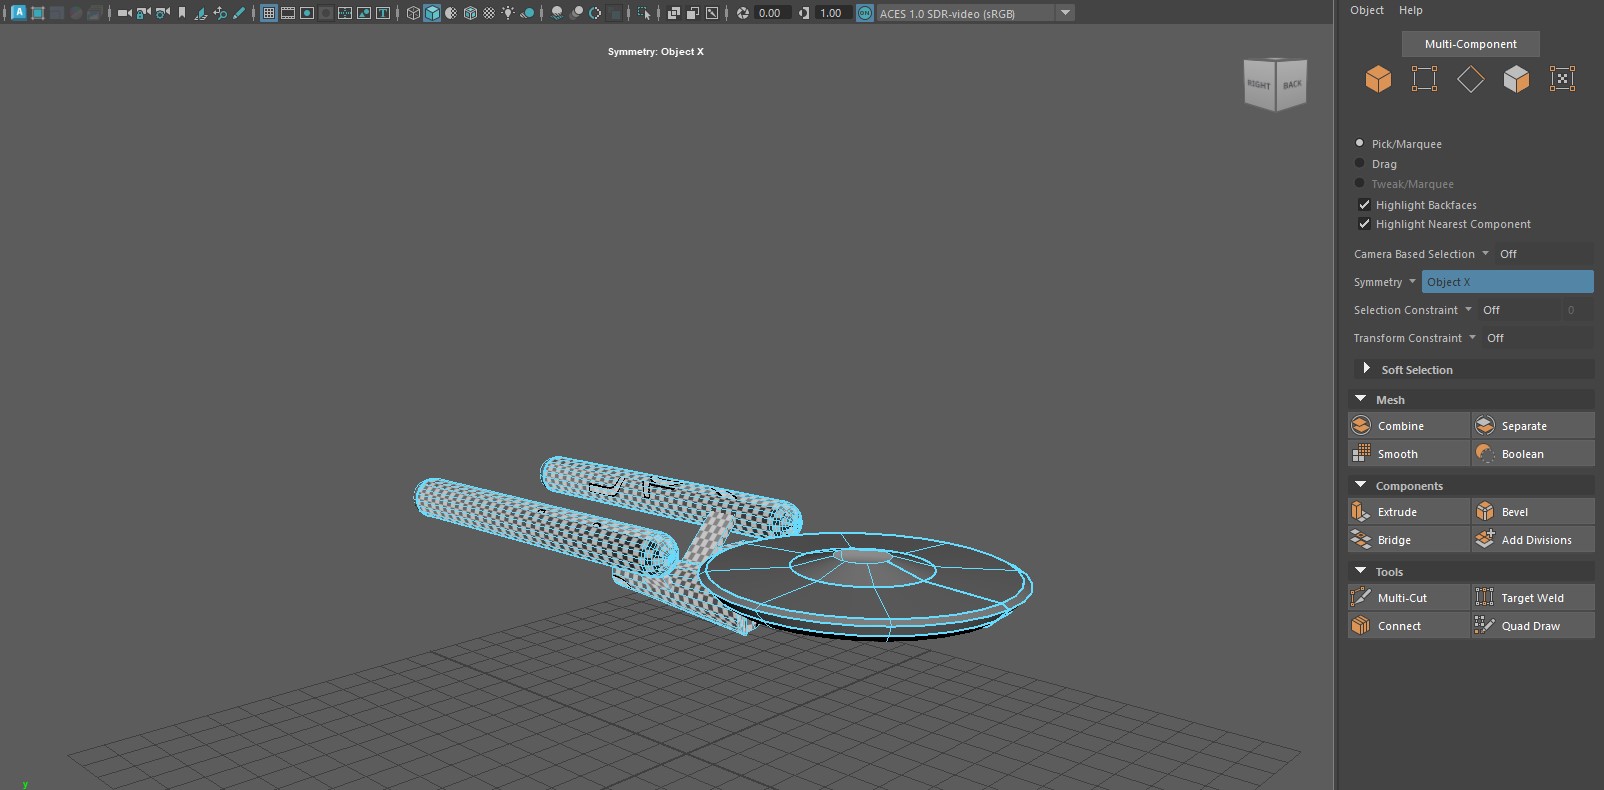 0.00
1.00
ON
ACES 1.0 SDR-video (sRGB)
Object
Help
Symmetry: Object X
Multi-Component
RIGHT
BACK
Pick/Marquee
Drag
Tweak/Marquee
Highlight Backfaces
Highlight Nearest Component
Camera Based Selection
Off
Symmetry
Object X
Selection Constraint
Off
0
Transform Constraint
Off
Soft Selection
Mesh
Combine
Separate
Smooth
Boolean
Components
Extrude
Bevel
Bridge
Add Divisions
Tools
Multi-Cut
Target Weld
Connect
Quad Draw
y